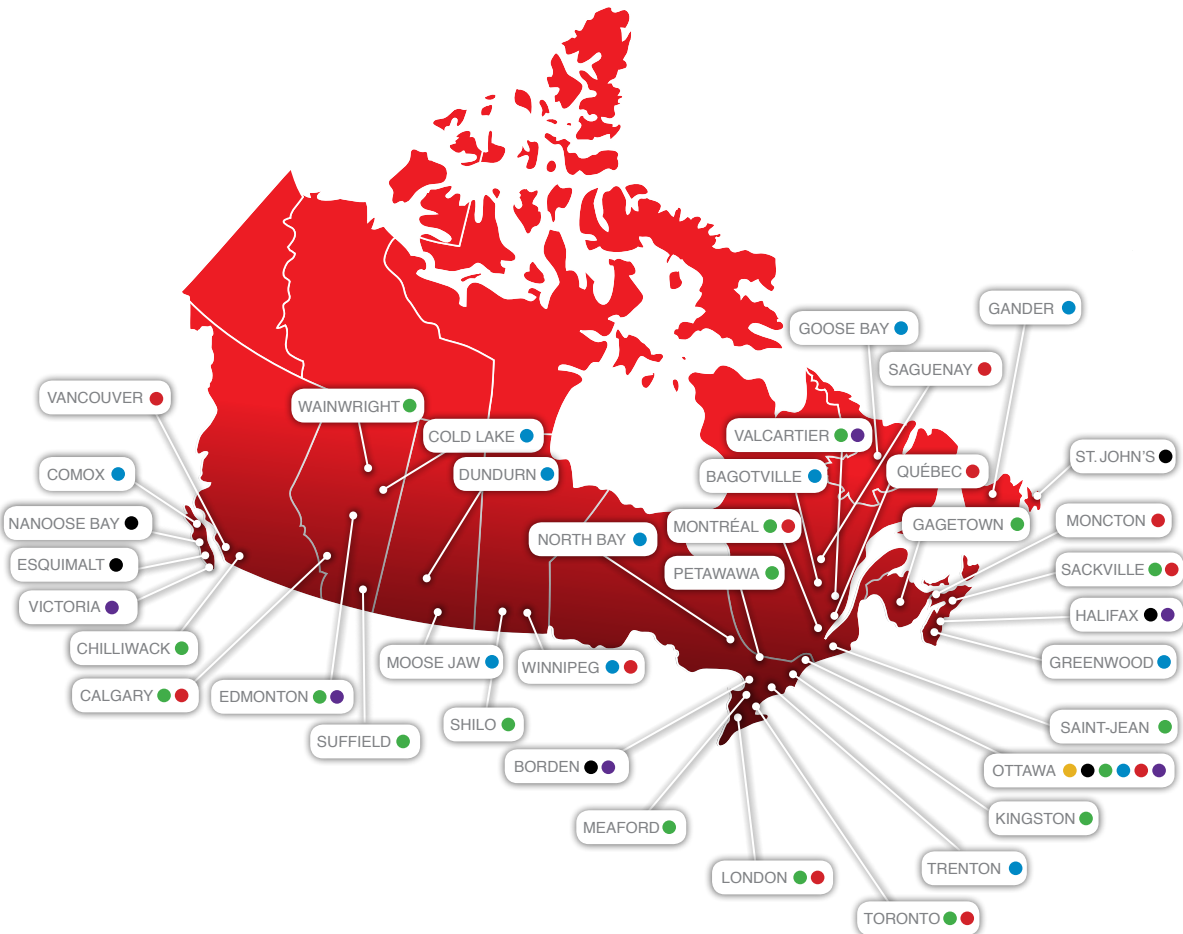 GANDER
GOOSE BAY
SAGUENAY
VANCOUVER
WAINWRIGHT
COLD LAKE
VALCARTIER
ST. JOHN'S
COMOX
DUNDURN
BAGOTVILLE
QUÉBEC
NANOOSE BAY
NORTH BAY
MONTRÉAL
GAGETOWN
MONCTON
ESQUIMALT
PETAWAWA
SACKVILLE
VICTORIA
HALIFAX
CHILLIWACK
MOOSE JAW
WINNIPEG
GREENWOOD
CALGARY
EDMONTON
SHILO
SAINT-JEAN
SUFFIELD
BORDEN
OTTAWA
MEAFORD
KINGSTON
LONDON
TRENTON
TORONTO